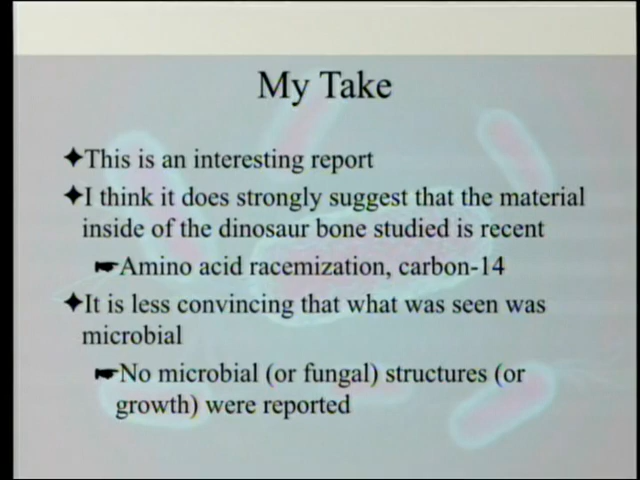 My Take
✦This is an interesting report
✦I think it does strongly suggest that the material
inside of the dinosaur bone studied is recent
☛Amino acid racemization, carbon-14
✦It is less convincing that what was seen was
microbial
☛No microbial (or fungal) structures (or
growth) were reported